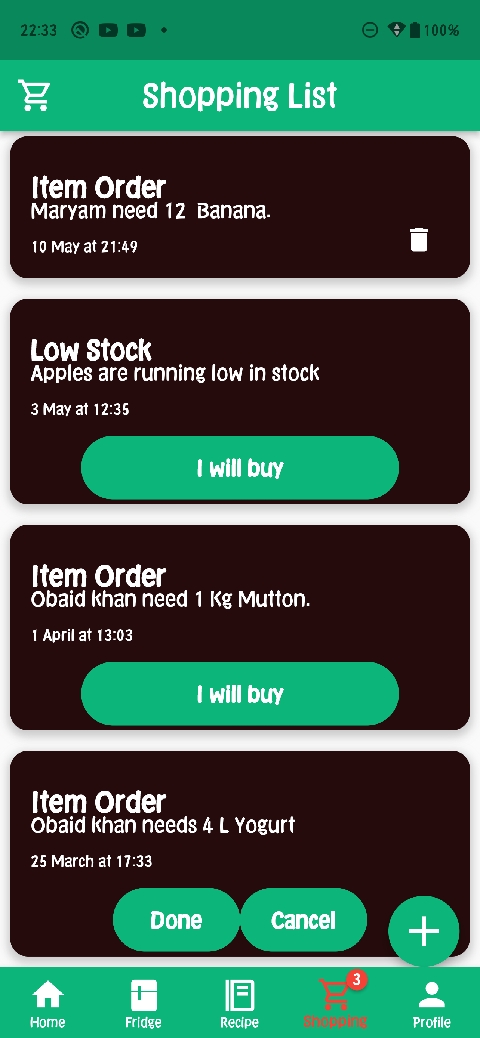 22:33
100%
Shopping List
Item Order
Maryam need 12 Banana.
10 May at 21:49
Low Stock
Apples are running low in stock
3 May at 12:35
I will buy
Item Order
Obaid khan need 1 Kg Mutton.
1 April at 13:03
I will buy
Item Order
Obaid khan needs 4 L Yogurt
25 March at 17:33
Done
Cancel
3
Home
Fridge
Recipe
Shopping
Profile